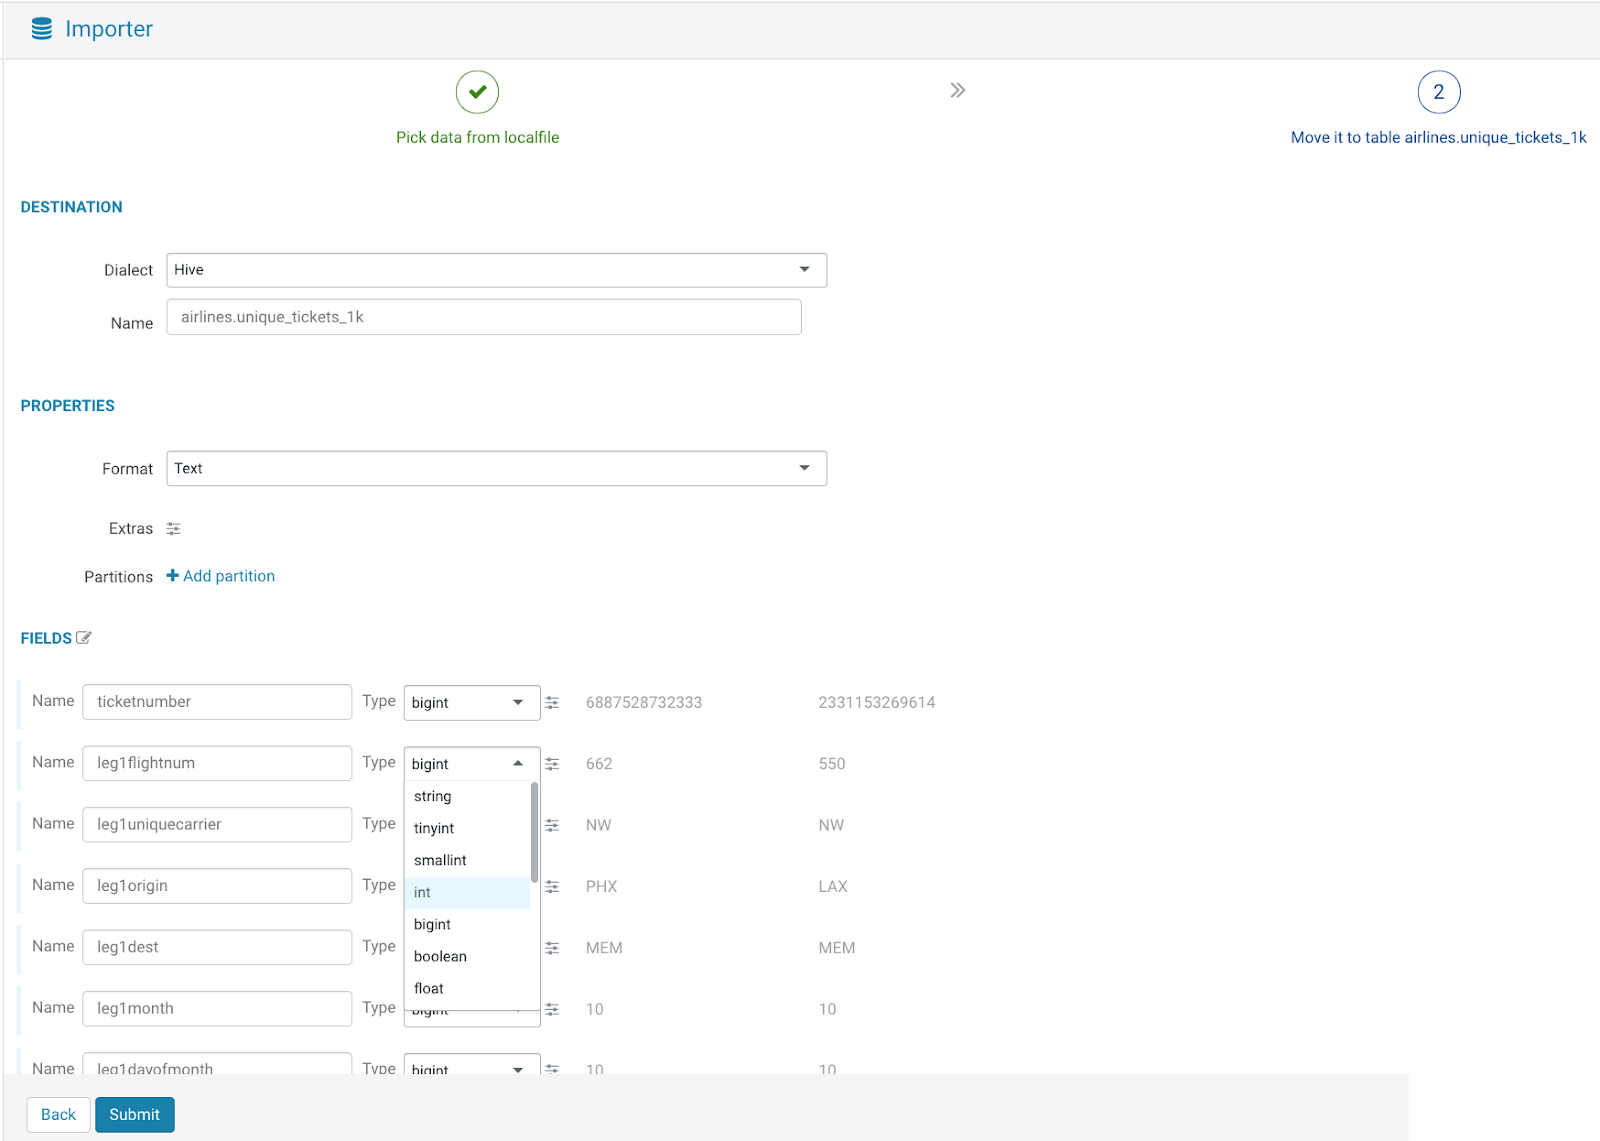 Importer
Pick data from localfile
2
Move it to table airlines.unique_tickets_1k
DESTINATION
Dialect Hive
Name airlines.unique_tickets_1k
PROPERTIES
Format Text
Extras
Partitions Add partition
FIELDS
Name ticketnumber Type bigint 6887528732333 2331153269614
Name leg1flightnum Type bigint 662 550
string
tinyint
Name leg1uniquecarrier Type NW NW
smallint
Name leg1origin Type int PHX LAX
bigint
Name leg1dest Type boolean MEM MEM
float
Name leg1month Type bigint 10 10
Name leg1dayofmonth Type bigint 10 10
Back Submit